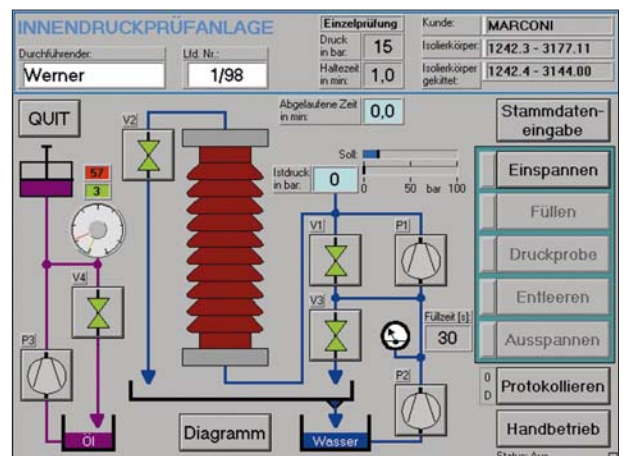 INNENDRUCKPRÜFANLAGE
Durchführender:
Werner
Lfd. Nr.:
1/98
Einzelprüfung
Druck
in bar:
15
Haltezeit
in min:
1,0
Kunde:
MARCONI
Isolierkörper:
1242.3 - 3177.11
Isolierkörper
gekittet:
1242.4 - 3144.00
QUIT
V2
Abgelaufene Zeit
in min:
0,0
Stammdaten-
eingabe
57
3
Soll:
Istdruck
in bar:
0
0 50 bar 100
Einspannen
Füllen
Druckprobe
Entleeren
Ausspannen
V1
P1
V4
V3
Füllzeit [s]:
30
P3
P2
0
D
Protokollieren
Öl
Diagramm
Wasser
Handbetrieb
Status: Aus